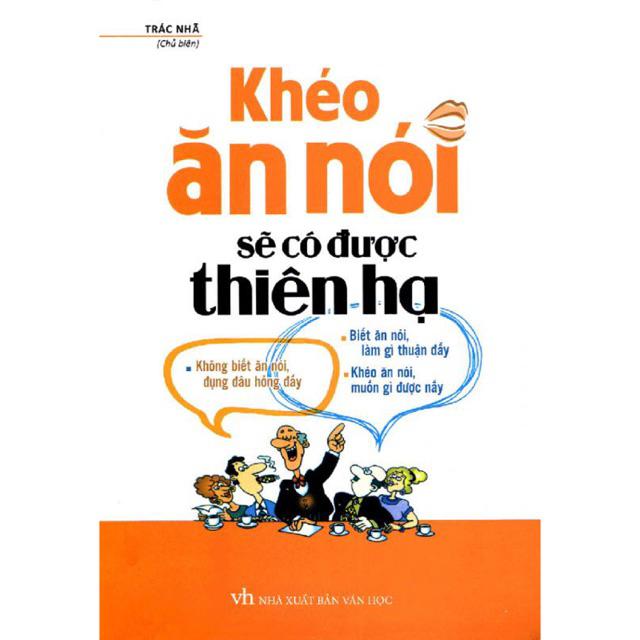 TRÁC NHÃ
(Chủ biên)
Khéo
ăn nói
sẽ có được
thiên hạ
▪ Không biết ăn nói,
đụng đâu hỏng đấy
▪ Biết ăn nói,
làm gì thuận đấy
▪ Khéo ăn nói,
muốn gì được nấy
vh NHÀ XUẤT BẢN VĂN HỌC